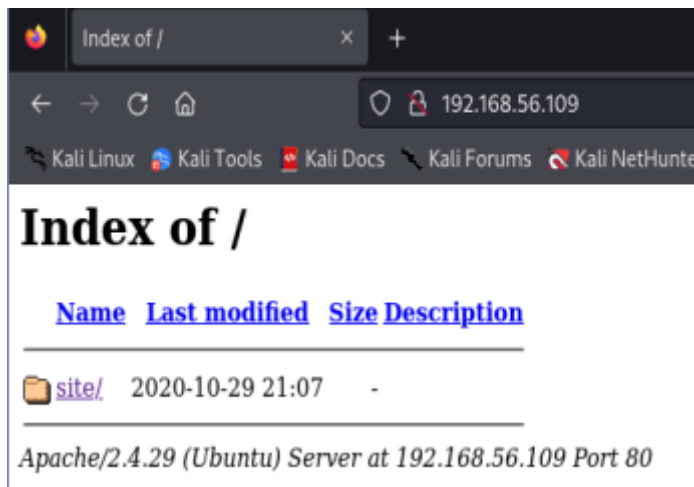 Index of /
192.168.56.109
Kali Linux Kali Tools Kali Docs Kali Forums Kali NetHunte
Index of /
Name Last modified Size Description
site/ 2020-10-29 21:07 -
Apache/2.4.29 (Ubuntu) Server at 192.168.56.109 Port 80